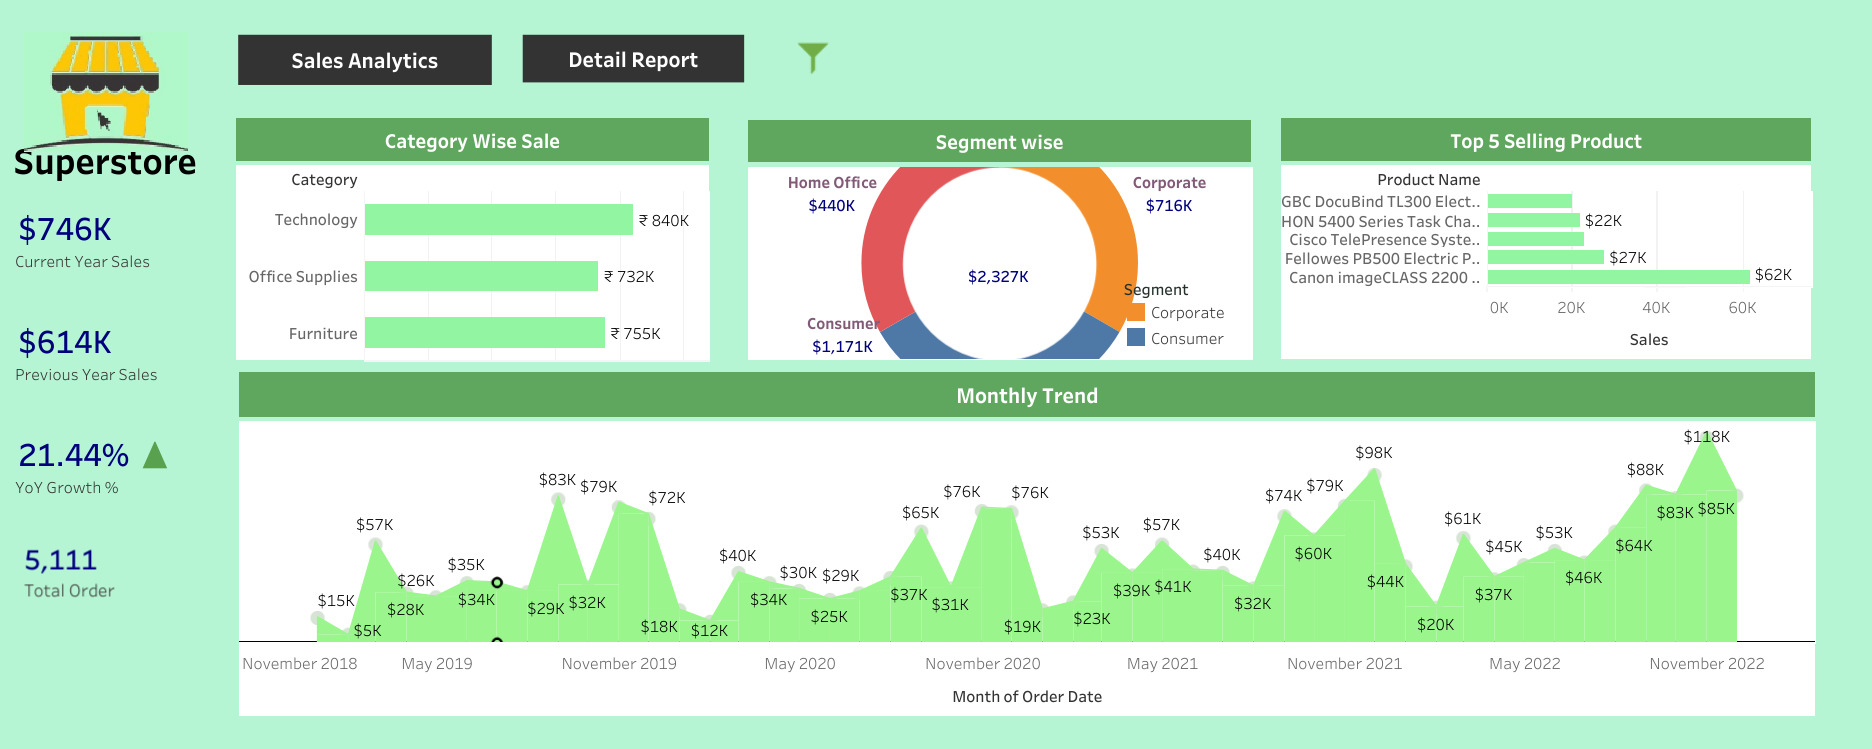 Superstore
$746K
Current Year Sales
$614K
Previous Year Sales
21.44%
YoY Growth %
5,111
Total Order
Sales Analytics
Detail Report
Category Wise Sale
Category
Technology
₹ 840K
Office Supplies
₹ 732K
Furniture
₹ 755K
Segment wise
Home Office
$440K
Corporate
$716K
$2,327K
Consumer
$1,171K
Segment
Corporate
Consumer
Top 5 Selling Product
Product Name
GBC DocuBind TL300 Elect..
HON 5400 Series Task Cha..
$22K
Cisco TelePresence Syste..
Fellowes PB500 Electric P..
$27K
Canon imageCLASS 2200 ..
$62K
0K 20K 40K 60K
Sales
Monthly Trend
$15K
$5K
$57K
$28K
$26K
$35K
$34K
$29K
$83K
$32K
$79K
$72K
$18K
$12K
$40K
$34K
$30K
$25K
$29K
$37K
$65K
$31K
$76K
$76K
$19K
$23K
$53K
$39K
$57K
$41K
$40K
$32K
$74K
$60K
$79K
$98K
$44K
$20K
$61K
$37K
$45K
$53K
$46K
$64K
$88K
$83K
$118K
$85K
November 2018 May 2019 November 2019 May 2020 November 2020 May 2021 November 2021 May 2022 November 2022
Month of Order Date